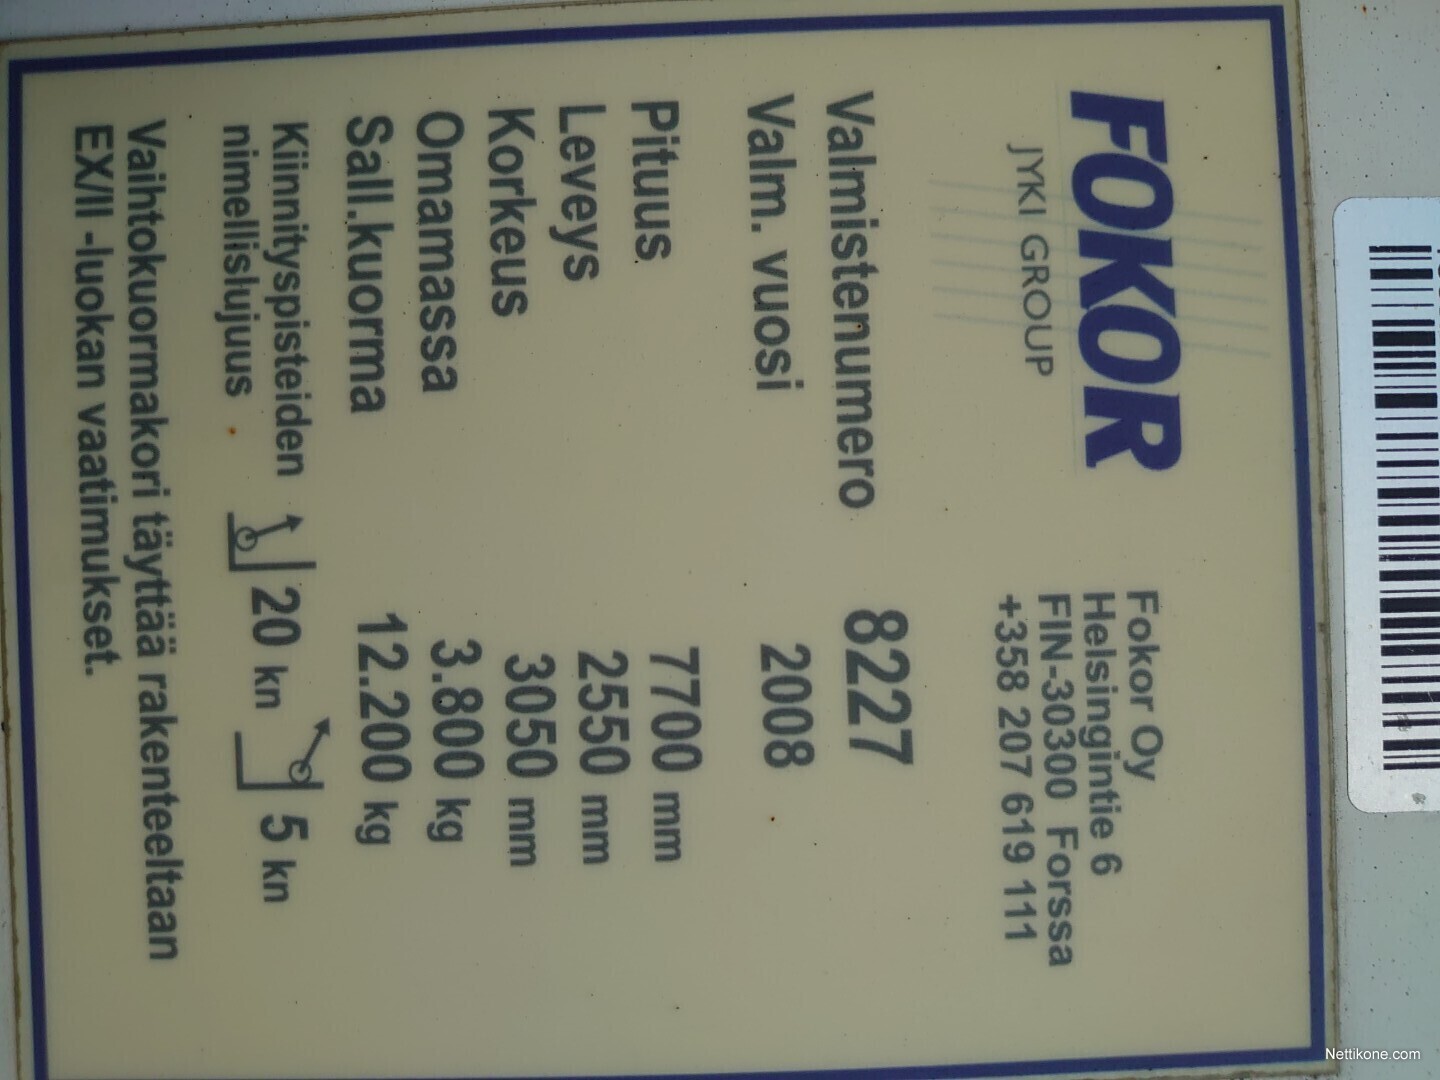 FOKOR
JYKI GROUP
Fokor Oy
Helsingintie 6
FIN-30300 Forssa
+358 207 619 111
Valmistenumero 8227
Valm. vuosi 2008
Pituus 7700 mm
Leveys 2550 mm
Korkeus 3050 mm
Omamassa 3.800 kg
Sall.kuorma 12.200 kg
Kiinnityspisteiden
nimellislujuus 20 kn 5 kn
Vaihtokuormakori täyttää rakenteeltaan
EX/II -luokan vaatimukset.
Nettikone.com